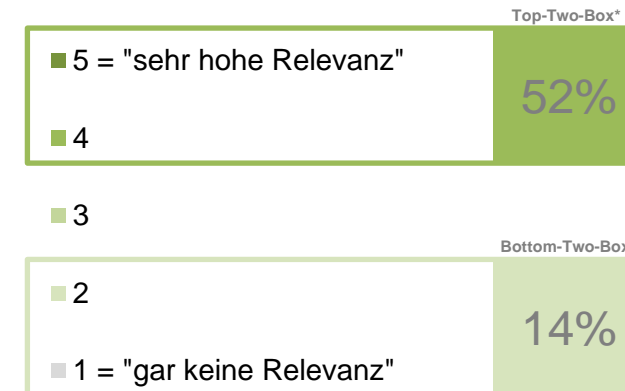 Top-Two-Box*
5 = "sehr hohe Relevanz"
52%
4
3
Bottom-Two-Box
2
14%
1 = "gar keine Relevanz"